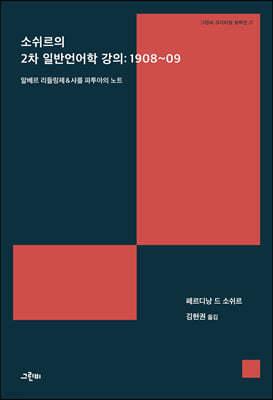 그린비 크리티컬 컬렉션 21
소쉬르의
2차 일반언어학 강의: 1908~09
알베르 리들링제&샤를 파투아의 노트
페르디낭 드 소쉬르
김현권 옮김
그린비